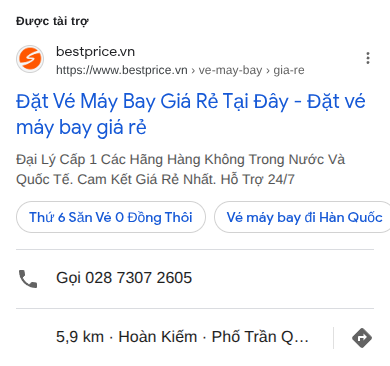 Được tài trợ
bestprice.vn
https://www.bestprice.vn › ve-may-bay › gia-re
Đặt Vé Máy Bay Giá Rẻ Tại Đây - Đặt vé
máy bay giá rẻ
Đại Lý Cấp 1 Các Hãng Hàng Không Trong Nước Và
Quốc Tế. Cam Kết Giá Rẻ Nhất. Hỗ Trợ 24/7
Thứ 6 Săn Vé 0 Đồng Thôi
Vé máy bay đi Hàn Quốc
Gọi 028 7307 2605
5,9 km · Hoàn Kiếm · Phố Trần Q...